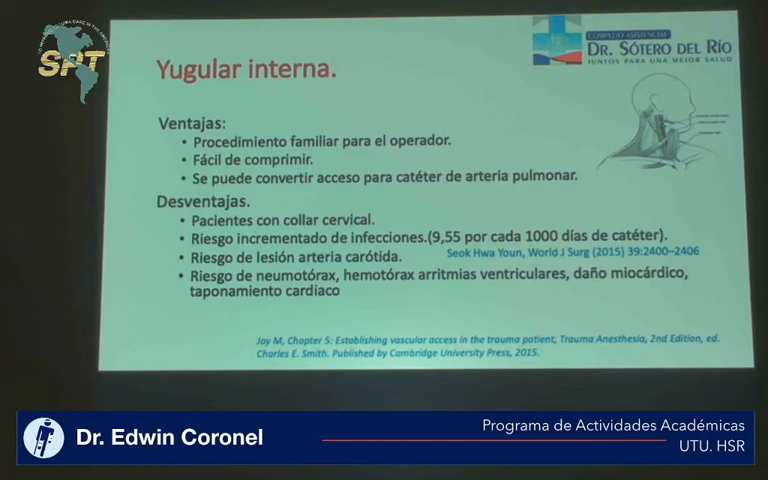 SPT
COMPLEJO ASISTENCIAL
DR. SÓTERO DEL RÍO
JUNTOS PARA UNA MEJOR SALUD
Yugular interna.
Ventajas:
• Procedimiento familiar para el operador.
• Fácil de comprimir.
• Se puede convertir acceso para catéter de arteria pulmonar.
Desventajas.
• Pacientes con collar cervical.
• Riesgo incrementado de infecciones.(9,55 por cada 1000 días de catéter).
• Riesgo de lesión arteria carótida.
Seok Hwa Youn, World J Surg (2015) 39:2400–2406
• Riesgo de neumotórax, hemotórax arritmias ventriculares, daño miocárdico,
taponamiento cardiaco
Joy M, Chapter 5: Establishing vascular access in the trauma patient, Trauma Anesthesia, 2nd Edition, ed.
Charles E. Smith. Published by Cambridge University Press, 2015.
Dr. Edwin Coronel
Programa de Actividades Académicas
UTU. HSR